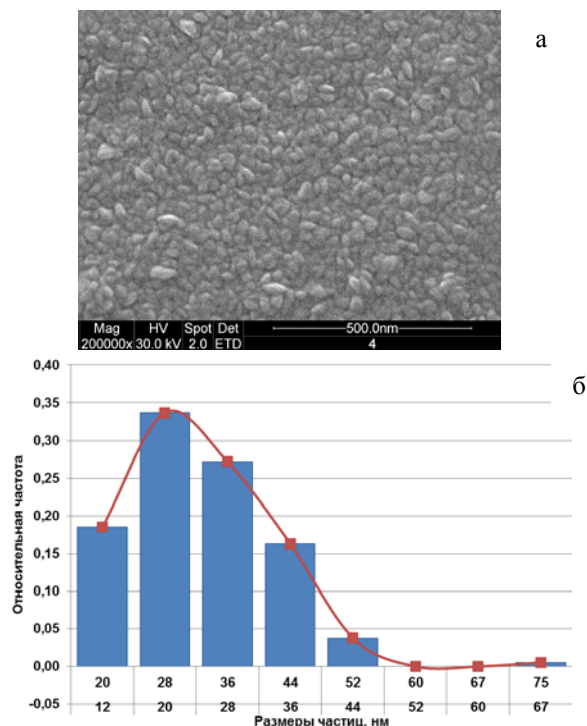 а
Mag HV Spot Det 500.0nm
200000x 30.0 kV 2.0 ETD 4
б
0,40
0,35
0,30
0,25
0,20
0,15
0,10
0,05
0,00
-0,05
Относительная частота
20 28 36 44 52 60 67 75
12 20 28 36 44 52 60 67
Размеры частиц, нм